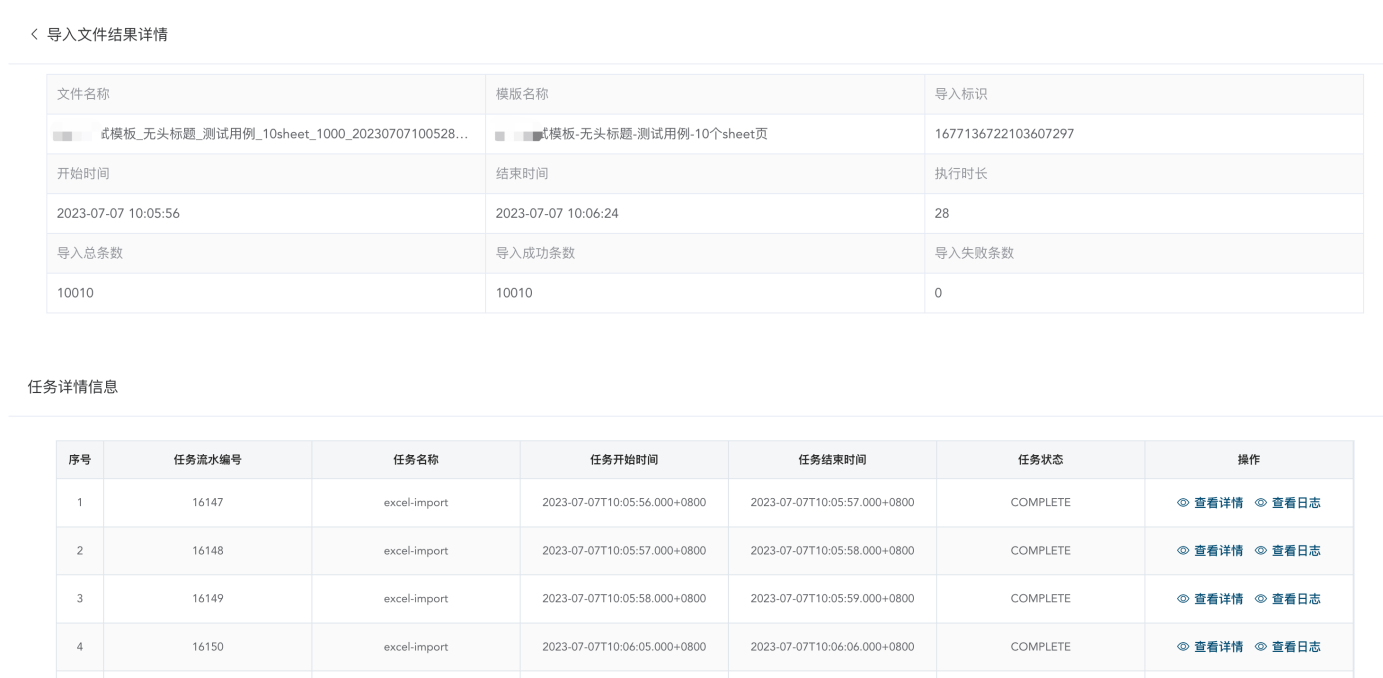 导入文件结果详情
文件名称 模版名称 导入标识
试模板_无头标题_测试用例_10sheet_1000_20230707100528... 试模板-无头标题-测试用例-10个sheet页 1677136722103607297
开始时间 结束时间 执行时长
2023-07-07 10:05:56 2023-07-07 10:06:24 28
导入总条数 导入成功条数 导入失败条数
10010 10010 0
任务详情信息
序号 任务流水编号 任务名称 任务开始时间 任务结束时间 任务状态 操作
1 16147 excel-import 2023-07-07T10:05:56.000+0800 2023-07-07T10:05:57.000+0800 COMPLETE 查看详情 查看日志
2 16148 excel-import 2023-07-07T10:05:57.000+0800 2023-07-07T10:05:58.000+0800 COMPLETE 查看详情 查看日志
3 16149 excel-import 2023-07-07T10:05:58.000+0800 2023-07-07T10:05:59.000+0800 COMPLETE 查看详情 查看日志
4 16150 excel-import 2023-07-07T10:06:05.000+0800 2023-07-07T10:06:06.000+0800 COMPLETE 查看详情 查看日志